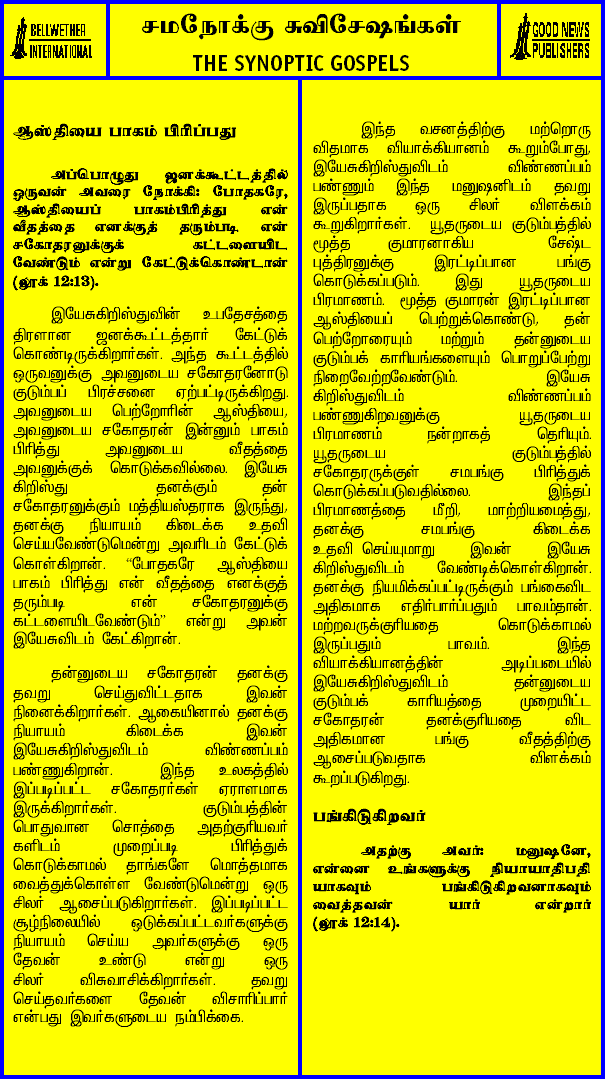 BELLWETHER
INTERNATIONAL
சமநோக்கு சுவிசேஷங்கள்
THE SYNOPTIC GOSPELS
GOOD NEWS
PUBLISHERS
ஆஸ்தியை பாகம் பிரிப்பது
அப்பொழுது ஜனக்கூட்டத்தில்
ஒருவன் அவரை நோக்கி: போதகரே,
ஆஸ்தியைப் பாகம்பிரித்து என்
வீதத்தை எனக்குத் தரும்படி என்
சகோதரனுக்குக் கட்டளையிட
வேண்டும் என்று கேட்டுக்கொண்டான்
(லூக் 12:13).
இயேசுகிறிஸ்துவின் உபதேசத்தை
திரளான ஜனக்கூட்டத்தார் கேட்டுக்
கொண்டிருக்கிறார்கள். அந்த கூட்டத்தில்
ஒருவனுக்கு அவனுடைய சகோதரனோடு
குடும்பப் பிரச்சனை ஏற்பட்டிருக்கிறது.
அவனுடைய பெற்றோரின் ஆஸ்தியை,
அவனுடைய சகோதரன் இன்னும் பாகம்
பிரித்து அவனுடைய வீதத்தை
அவனுக்குக் கொடுக்கவில்லை. இயேசு
கிறிஸ்து தனக்கும் தன்
சகோதரனுக்கும் மத்தியஸ்தராக இருந்து,
தனக்கு நியாயம் கிடைக்க உதவி
செய்யவேண்டுமென்று அவரிடம் கேட்டுக்
கொள்கிறான். “போதகரே ஆஸ்தியை
பாகம் பிரித்து என் வீதத்தை எனக்குத்
தரும்படி என் சகோதரனுக்கு
கட்டளையிடவேண்டும்” என்று அவன்
இயேசுவிடம் கேட்கிறான்.
தன்னுடைய சகோதரன் தனக்கு
தவறு செய்துவிட்டதாக இவன்
நினைக்கிறார்கள். ஆகையினால் தனக்கு
நியாயம் கிடைக்க இவன்
இயேசுகிறிஸ்துவிடம் விண்ணப்பம்
பண்ணுகிறான். இந்த உலகத்தில்
இப்படிப்பட்ட சகோதரர்கள் ஏராளமாக
இருக்கிறார்கள். குடும்பத்தின்
பொதுவான சொத்தை அதற்குரியவர்
களிடம் முறைப்படி பிரித்துக்
கொடுக்காமல் தாங்களே மொத்தமாக
வைத்துக்கொள்ள வேண்டுமென்று ஒரு
சிலர் ஆசைப்படுகிறார்கள். இப்படிப்பட்ட
சூழ்நிலையில் ஒடுக்கப்பட்டவர்களுக்கு
நியாயம் செய்ய அவர்களுக்கு ஒரு
தேவன் உண்டு என்று ஒரு
சிலர் விசுவாசிக்கிறார்கள். தவறு
செய்தவர்களை தேவன் விசாரிப்பார்
என்பது இவர்களுடைய நம்பிக்கை.
இந்த வசனத்திற்கு மற்றொரு
விதமாக வியாக்கியானம் கூறும்போது,
இயேசுகிறிஸ்துவிடம் விண்ணப்பம்
பண்ணும் இந்த மனுஷனிடம் தவறு
இருப்பதாக ஒரு சிலர் விளக்கம்
கூறுகிறார்கள். யூதருடைய குடும்பத்தில்
மூத்த குமாரனாகிய சேஷ்ட
புத்திரனுக்கு இரட்டிப்பான பங்கு
கொடுக்கப்படும். இது யூதருடைய
பிரமாணம். மூத்த குமாரன் இரட்டிப்பான
ஆஸ்தியைப் பெற்றுக்கொண்டு, தன்
பெற்றோரையும் மற்றும் தன்னுடைய
குடும்பக் காரியங்களையும் பொறுப்பேற்று
நிறைவேற்றவேண்டும். இயேசு
கிறிஸ்துவிடம் விண்ணப்பம்
பண்ணுகிறவனுக்கு யூதருடைய
பிரமாணம் நன்றாகத் தெரியும்.
யூதருடைய குடும்பத்தில்
சகோதரருக்குள் சமபங்கு பிரித்துக்
கொடுக்கப்படுவதில்லை. இந்தப்
பிரமாணத்தை மீறி, மாற்றியமைத்து,
தனக்கு சமபங்கு கிடைக்க
உதவி செய்யுமாறு இவன் இயேசு
கிறிஸ்துவிடம் வேண்டிக்கொள்கிறான்.
தனக்கு நியமிக்கப்பட்டிருக்கும் பங்கைவிட
அதிகமாக எதிர்பார்ப்பதும் பாவம்தான்.
மற்றவருக்குரியதை கொடுக்காமல்
இருப்பதும் பாவம். இந்த
வியாக்கியானத்தின் அடிப்படையில்
இயேசுகிறிஸ்துவிடம் தன்னுடைய
குடும்பக் காரியத்தை முறையிட்ட
சகோதரன் தனக்குரியதை விட
அதிகமான பங்கு வீதத்திற்கு
ஆசைப்படுவதாக விளக்கம்
கூறப்படுகிறது.
பங்கிடுகிறவர்
அதற்கு அவர்: மனுஷனே,
என்னை உங்களுக்கு நியாயாதிபதி
யாகவும் பங்கிடுகிறவனாகவும்
வைத்தவன் யார் என்றார்
(லூக் 12:14).